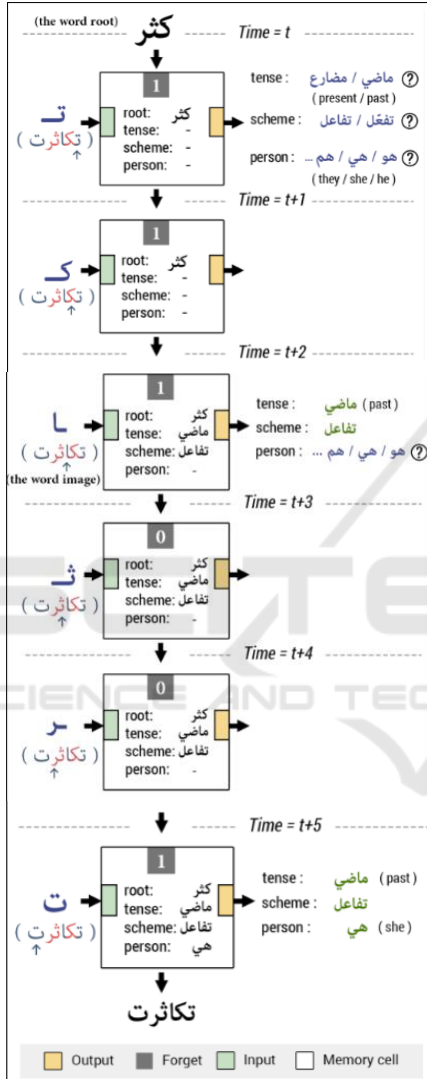 (the word root) كثر Time = t
1
root: كثر
tense: -
scheme: -
person: -
تـ
( تكاثرت )
tense : ماضي / مضارع ?
( present / past )
scheme : تفعّل / تفاعل ?
person : هو / هي / هم ... ?
( they / she / he )
Time = t+1
1
root: كثر
tense: -
scheme: -
person: -
كـ
( تكاثرت )
Time = t+2
1
root: كثر
tense: ماضي
scheme: تفاعل
person: -
ـا
( تكاثرت )
(the word image)
tense : ماضي ( past )
scheme : تفاعل
person : هو / هي / هم ... ?
Time = t+3
0
root: كثر
tense: ماضي
scheme: تفاعل
person: -
ثـ
( تكاثرت )
SCITE
Time = t+4
SCIENCE AND TEC
0
root: كثر
tense: ماضي
scheme: تفاعل
person: -
ـر
( تكاثرت )
Time = t+5
1
root: كثر
tense: ماضي
scheme: تفاعل
person: هي
ت
( تكاثرت )
tense : ماضي ( past )
scheme : تفاعل
person : هي ( she )
تكاثرت
Output Forget Input Memory cell